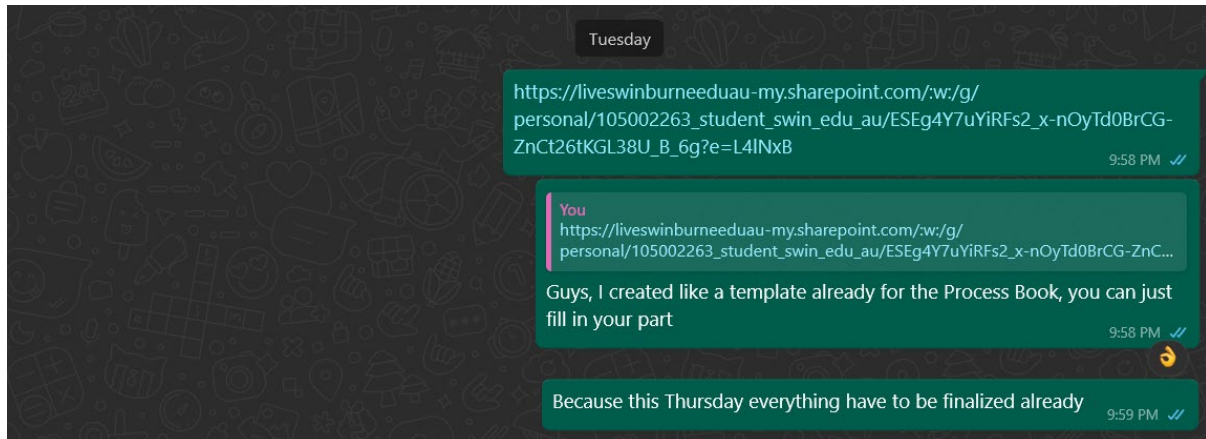 Tuesday
https://liveswinburneeduau-my.sharepoint.com/:w:/g/
personal/105002263_student_swin_edu_au/ESEg4Y7uYiRFs2_x-nOyTd0BrCG-
ZnCt26tKGL38U_B_6g?e=L4lNxB
9:58 PM
You
https://liveswinburneeduau-my.sharepoint.com/:w:/g/
personal/105002263_student_swin_edu_au/ESEg4Y7uYiRFs2_x-nOyTd0BrCG-ZnC...
Guys, I created like a template already for the Process Book, you can just
fill in your part
9:58 PM
Because this Thursday everything have to be finalized already
9:59 PM